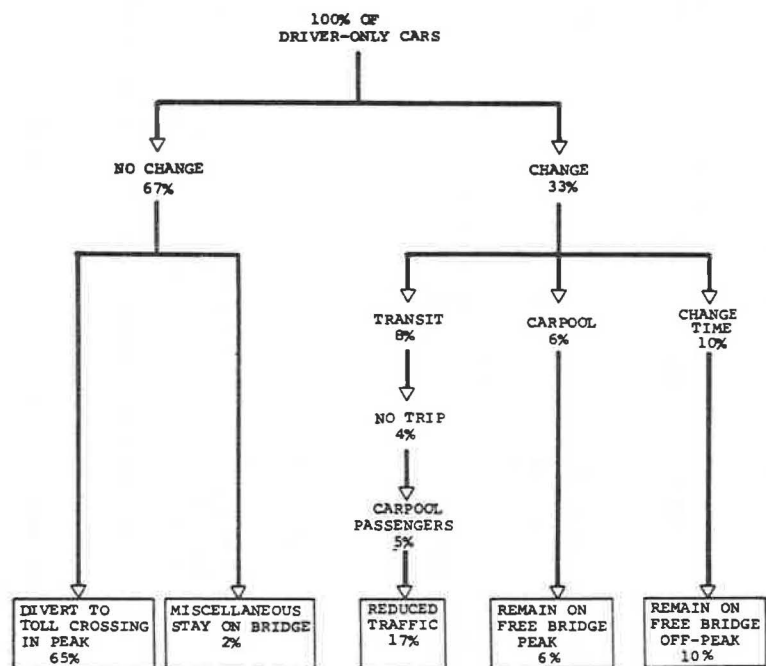 100% OF
DRIVER-ONLY CARS
NO CHANGE
67%
CHANGE
33%
TRANSIT
8%
CARPOOL
6%
CHANGE
TIME
10%
NO TRIP
4%
CARPOOL
PASSENGERS
5%
DIVERT TO
TOLL CROSSING
IN PEAK
65%
MISCELLANEOUS
STAY ON BRIDGE
2%
REDUCED
TRAFFIC
17%
REMAIN ON
FREE BRIDGE
PEAK
6%
REMAIN ON
FREE BRIDGE
OFF-PEAK
10%